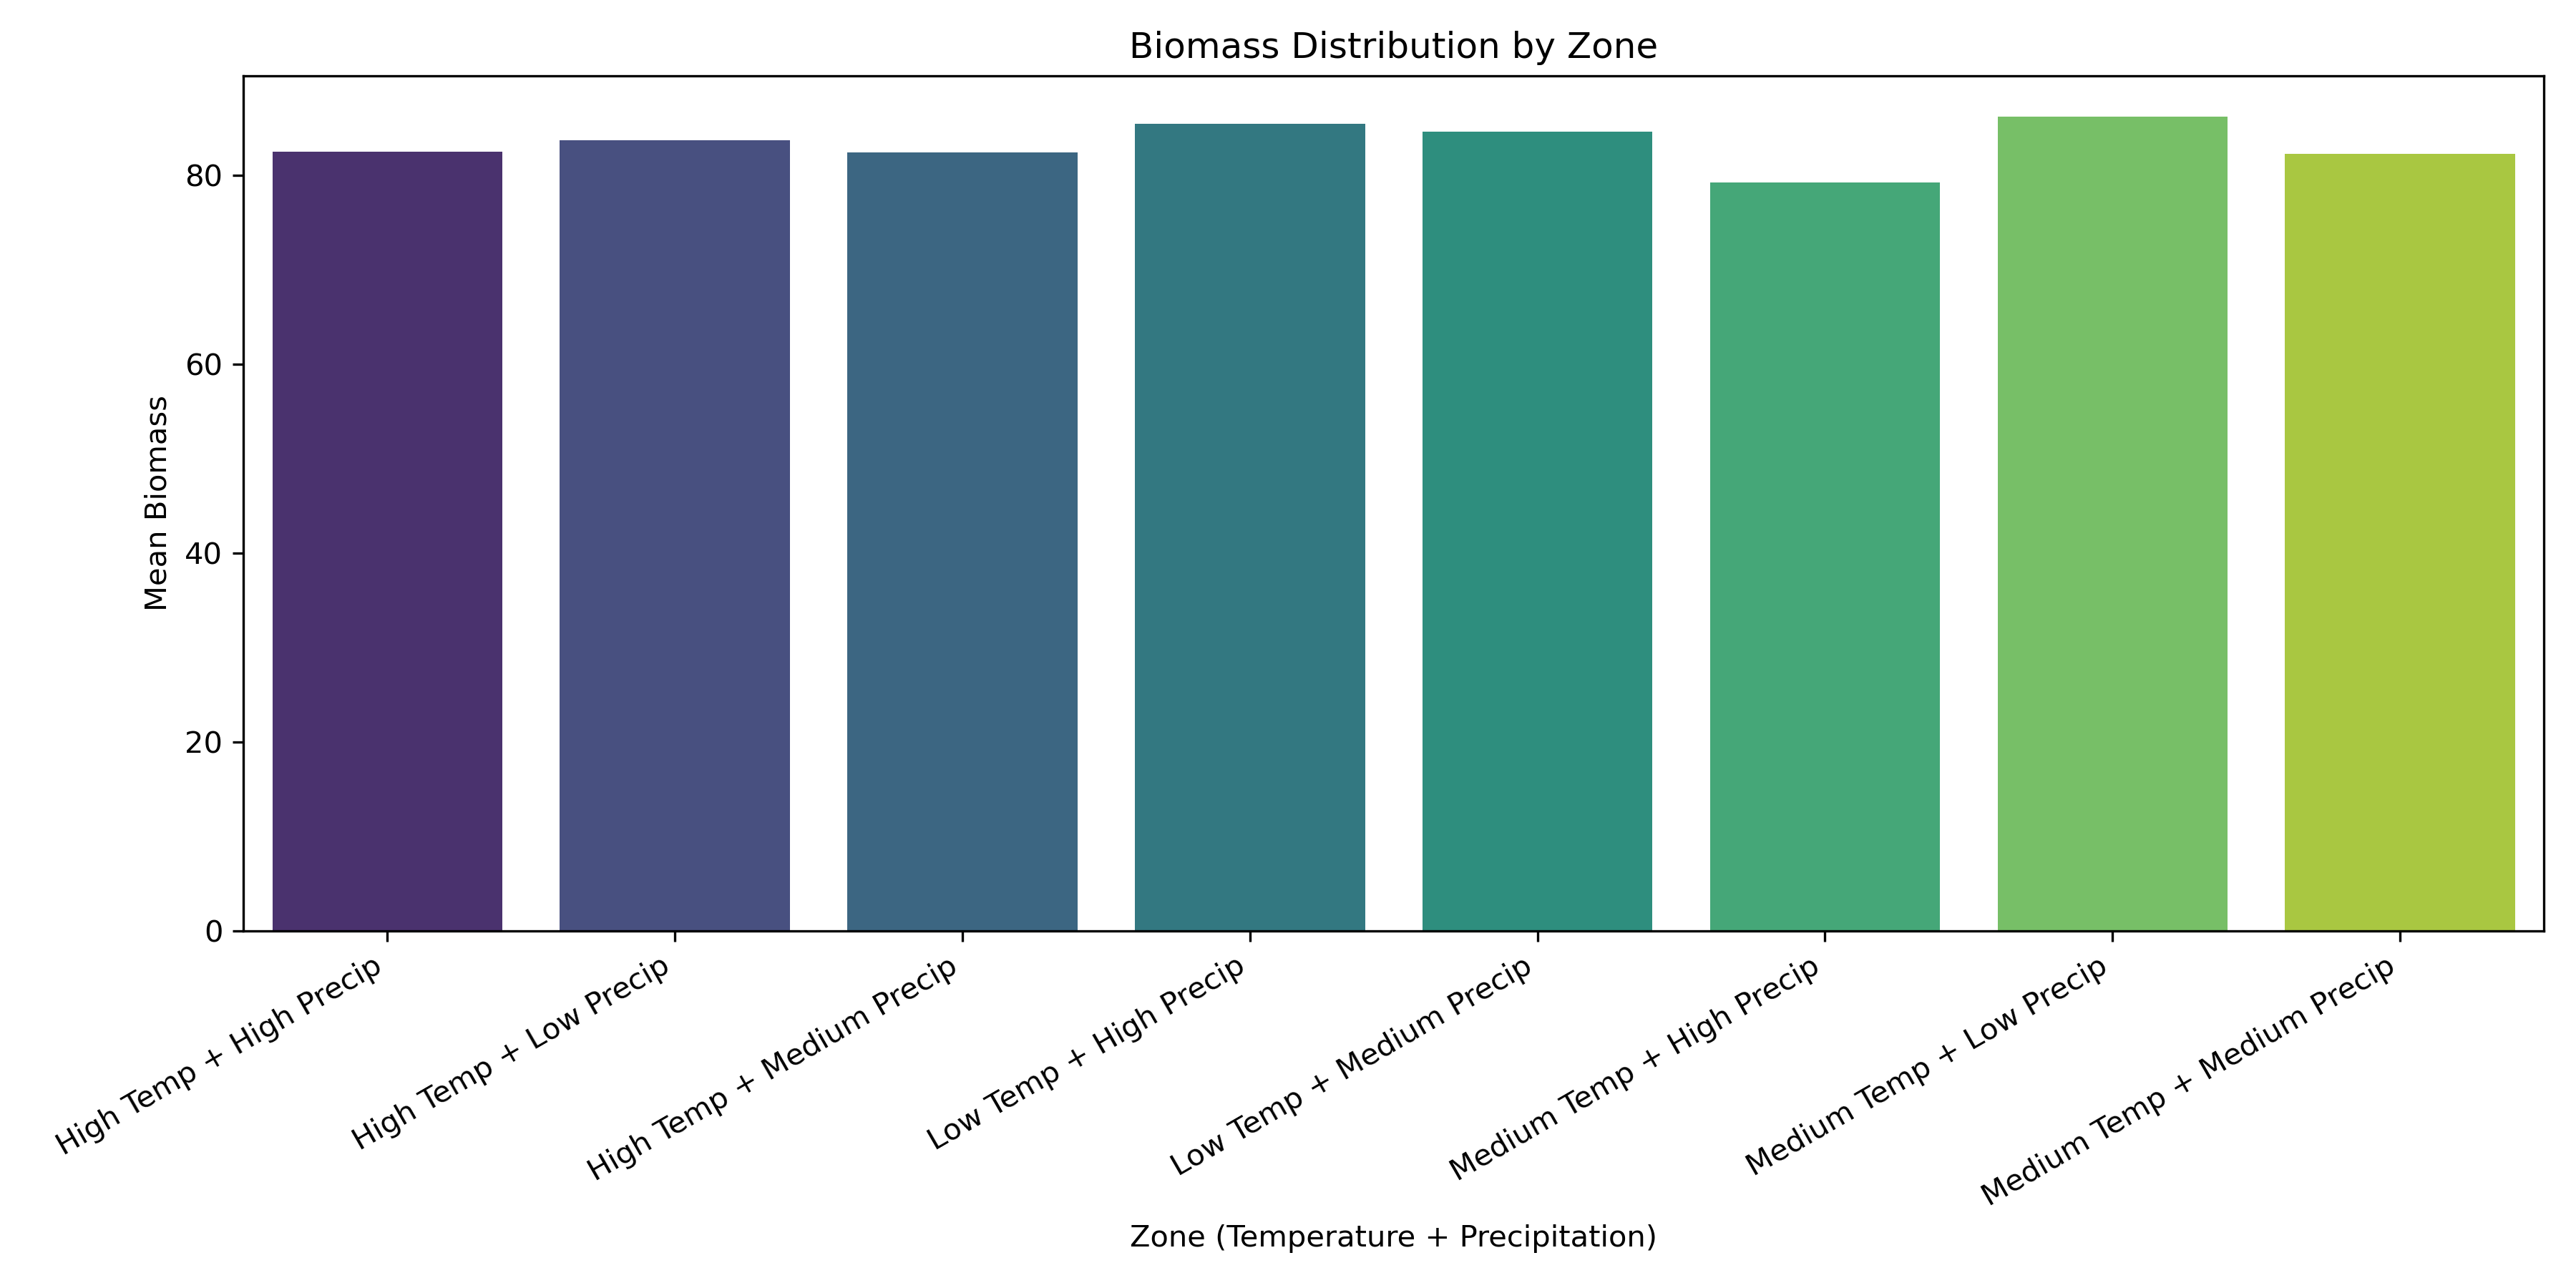 Biomass Distribution by Zone
Mean Biomass
80
60
40
20
0
High Temp + High Precip
High Temp + Low Precip
High Temp + Medium Precip
Low Temp + High Precip
Low Temp + Medium Precip
Medium Temp + High Precip
Medium Temp + Low Precip
Medium Temp + Medium Precip
Zone (Temperature + Precipitation)